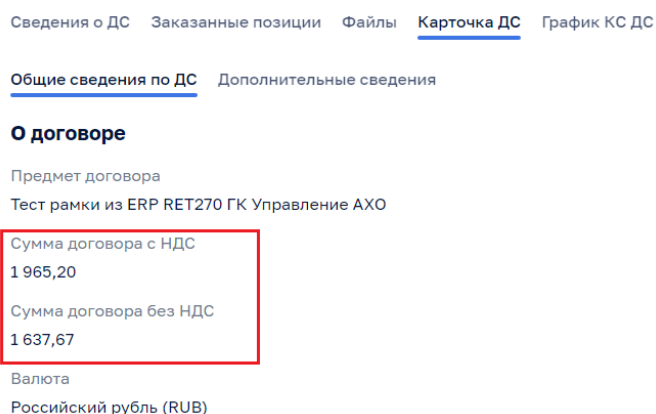 Сведения о ДС Заказанные позиции Файлы Карточка ДС График КС ДС
Общие сведения по ДС Дополнительные сведения
О договоре
Предмет договора
Тест рамки из ERP RET270 ГК Управление АХО
Сумма договора с НДС
1 965,20
Сумма договора без НДС
1 637,67
Валюта
Российский рубль (RUB)